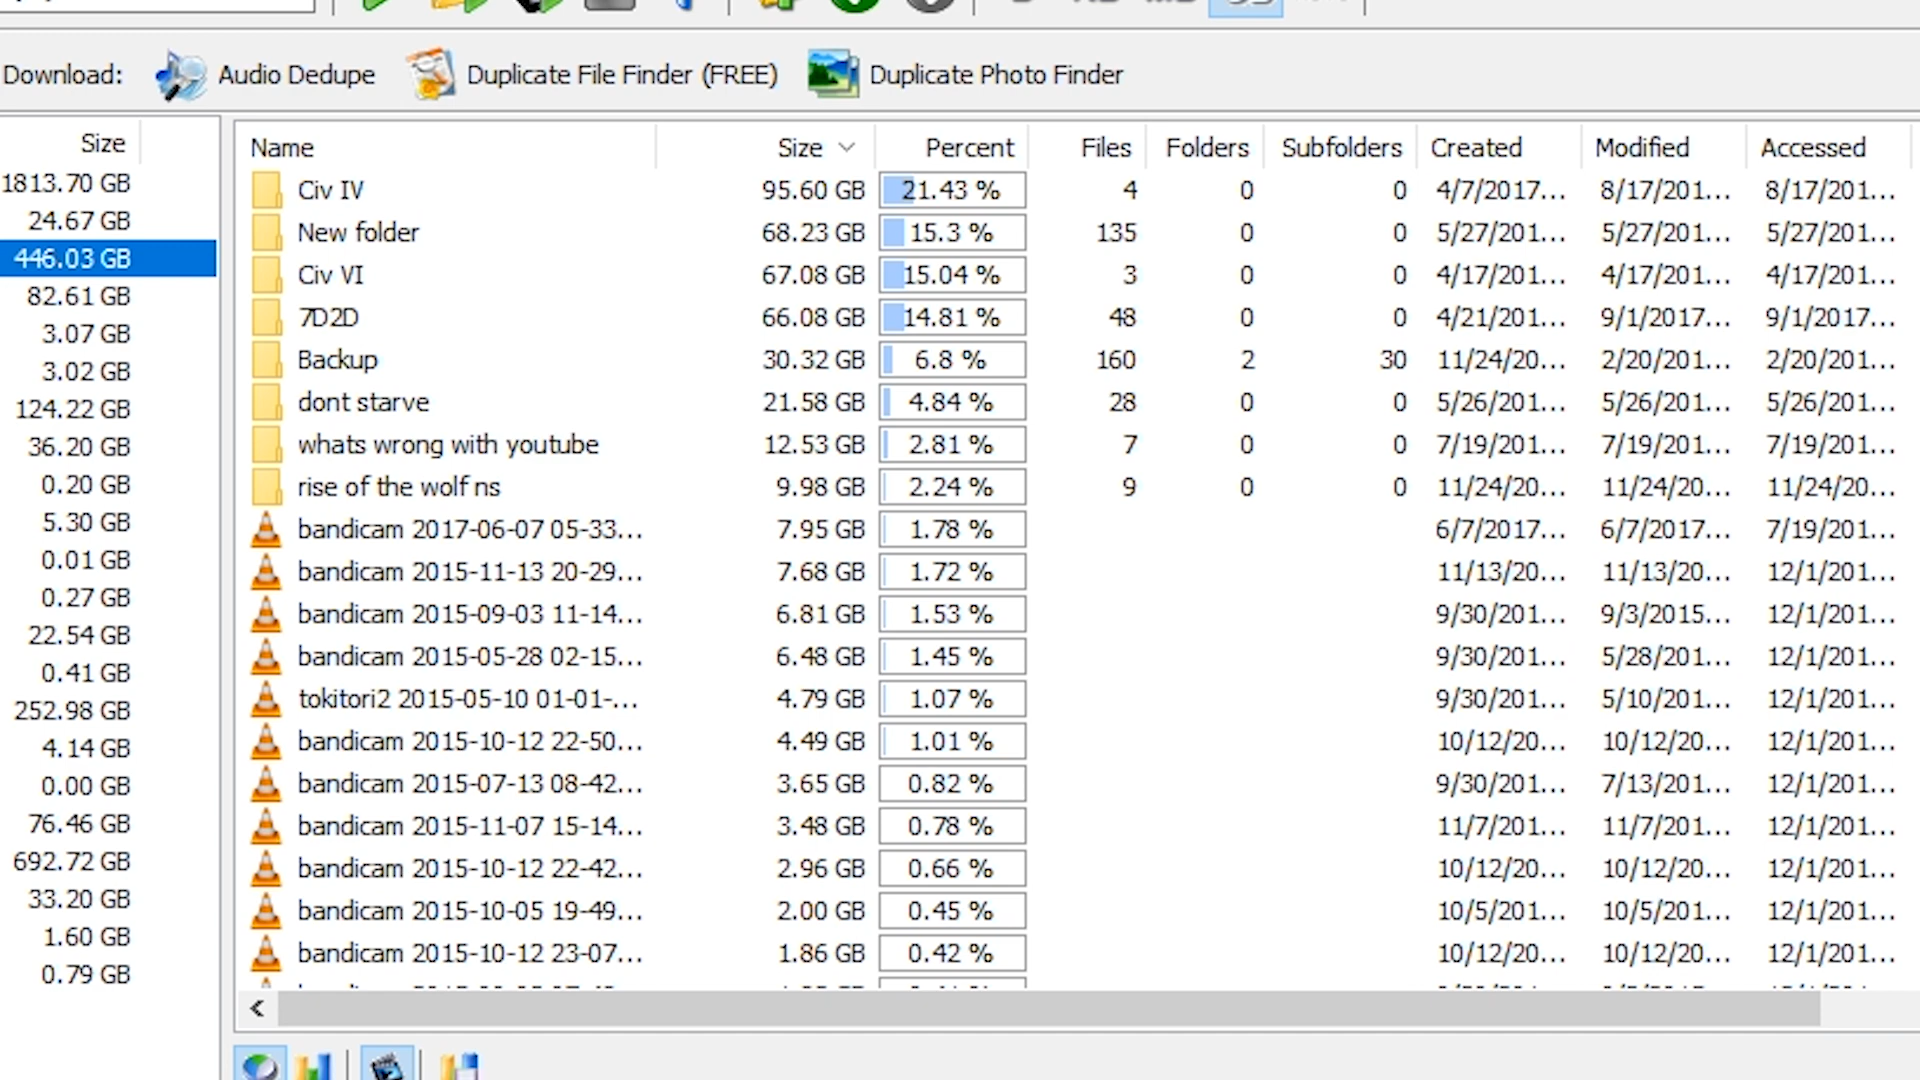 Download: Audio Dedupe Duplicate File Finder (FREE) Duplicate Photo Finder
Size
1813.70 GB
24.67 GB
446.03 GB
82.61 GB
3.07 GB
3.02 GB
124.22 GB
36.20 GB
0.20 GB
5.30 GB
0.01 GB
0.27 GB
22.54 GB
0.41 GB
252.98 GB
4.14 GB
0.00 GB
76.46 GB
692.72 GB
33.20 GB
1.60 GB
0.79 GB
Name Size Percent Files Folders Subfolders Created Modified Accessed
Civ IV 95.60 GB 21.43 % 4 0 0 4/7/2017... 8/17/201... 8/17/201...
New folder 68.23 GB 15.3 % 135 0 0 5/27/201... 5/27/201... 5/27/201...
Civ VI 67.08 GB 15.04 % 3 0 0 4/17/201... 4/17/201... 4/17/201...
7D2D 66.08 GB 14.81 % 48 0 0 4/21/201... 9/1/2017... 9/1/2017...
Backup 30.32 GB 6.8 % 160 2 30 11/24/20... 2/20/201... 2/20/201...
dont starve 21.58 GB 4.84 % 28 0 0 5/26/201... 5/26/201... 5/26/201...
whats wrong with youtube 12.53 GB 2.81 % 7 0 0 7/19/201... 7/19/201... 7/19/201...
rise of the wolf ns 9.98 GB 2.24 % 9 0 0 11/24/20... 11/24/20... 11/24/20...
bandicam 2017-06-07 05-33... 7.95 GB 1.78 % 6/7/2017... 6/7/2017... 7/19/201...
bandicam 2015-11-13 20-29... 7.68 GB 1.72 % 11/13/20... 11/13/20... 12/1/201...
bandicam 2015-09-03 11-14... 6.81 GB 1.53 % 9/30/201... 9/3/2015... 12/1/201...
bandicam 2015-05-28 02-15... 6.48 GB 1.45 % 9/30/201... 5/28/201... 12/1/201...
tokitori2 2015-05-10 01-01-... 4.79 GB 1.07 % 9/30/201... 5/10/201... 12/1/201...
bandicam 2015-10-12 22-50... 4.49 GB 1.01 % 10/12/20... 10/12/20... 12/1/201...
bandicam 2015-07-13 08-42... 3.65 GB 0.82 % 9/30/201... 7/13/201... 12/1/201...
bandicam 2015-11-07 15-14... 3.48 GB 0.78 % 11/7/201... 11/7/201... 12/1/201...
bandicam 2015-10-12 22-42... 2.96 GB 0.66 % 10/12/20... 10/12/20... 12/1/201...
bandicam 2015-10-05 19-49... 2.00 GB 0.45 % 10/5/201... 10/5/201... 12/1/201...
bandicam 2015-10-12 23-07... 1.86 GB 0.42 % 10/12/20... 10/12/20... 12/1/201...